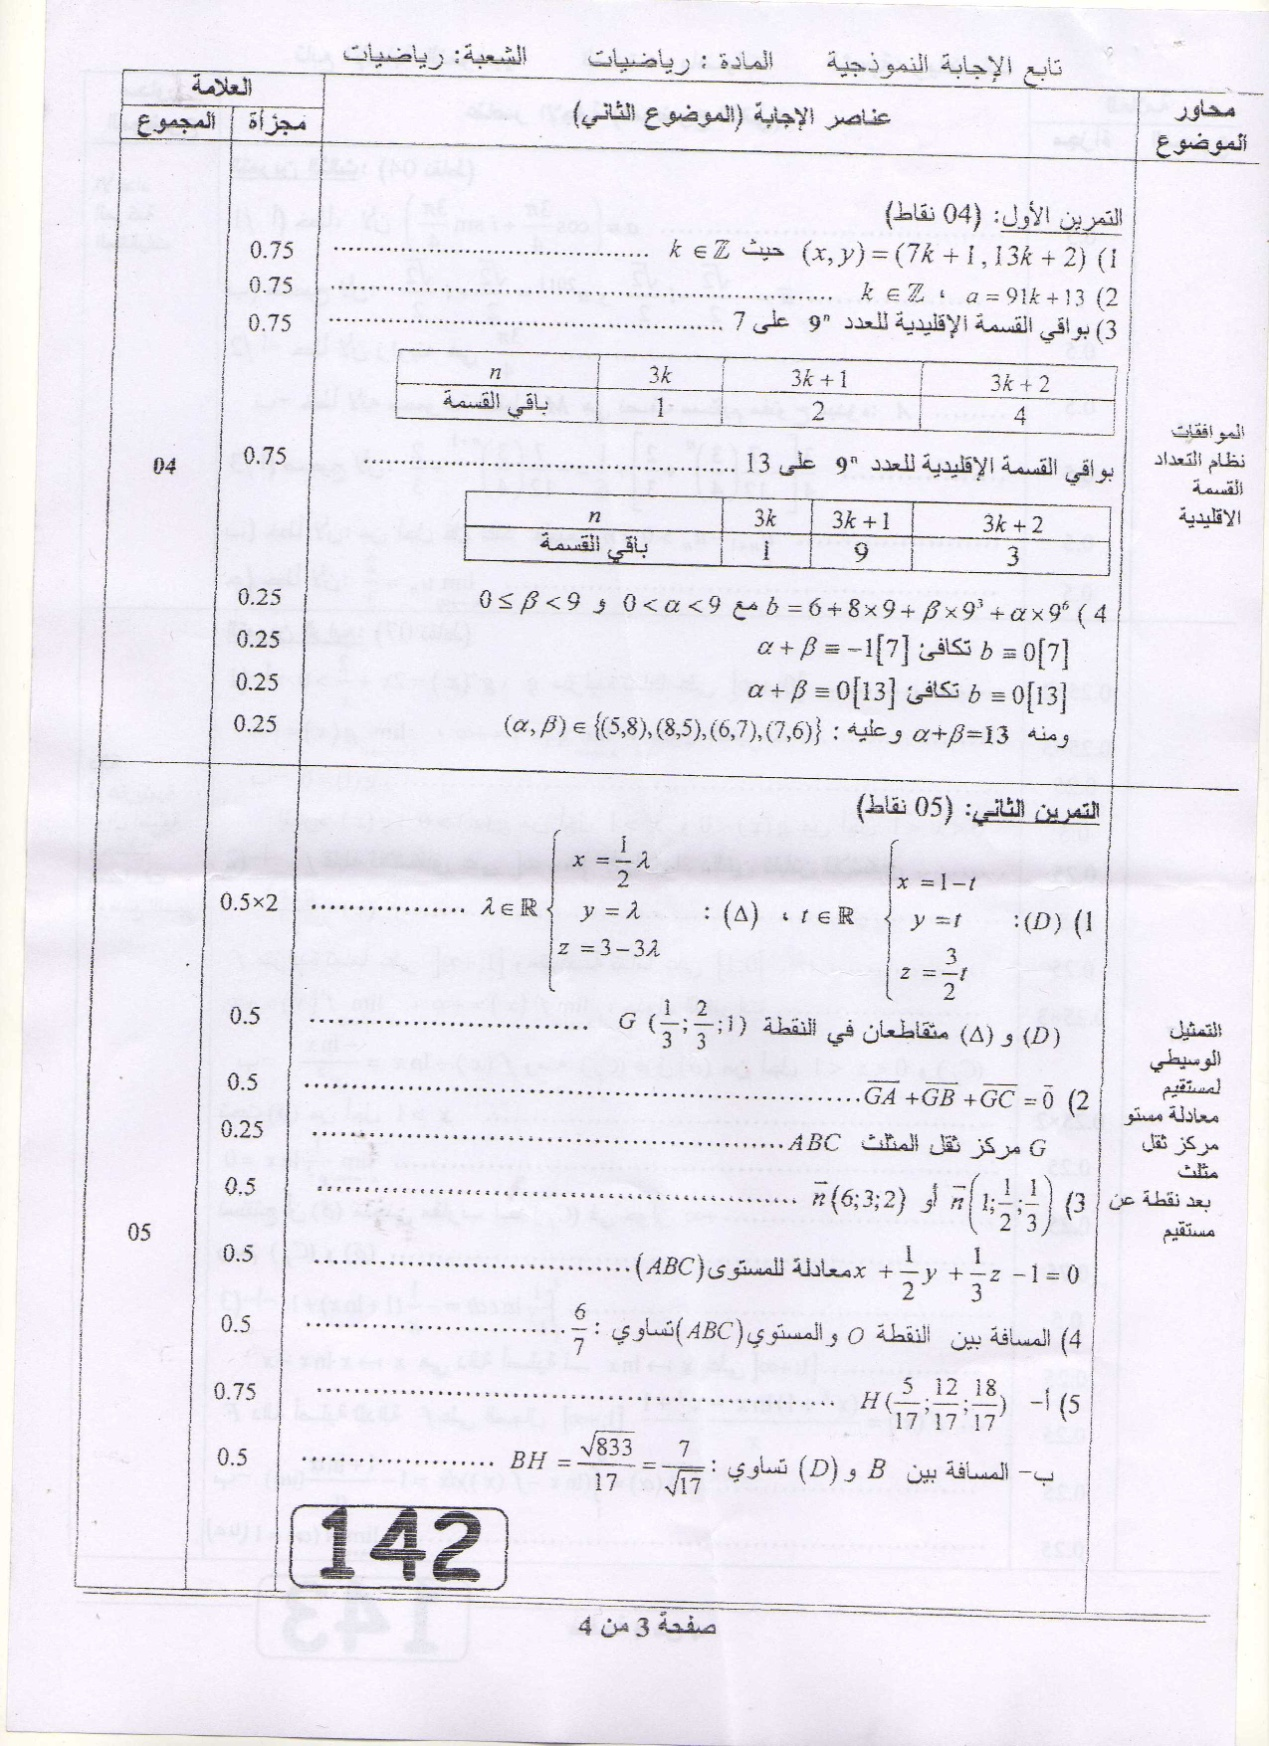 تابع الإجابة النموذجية المادة : رياضيات الشعبة: رياضيات
محاور الموضوع
عناصر الإجابة (الموضوع الثاني)
العلامة
مجزأة المجموع
التمرين الأول: (04 نقاط)
1) (x,y)=(7k+1,13k+2) حيث k∈ℤ ........ 0.75
2) a=91k+13 ، k∈ℤ ........ 0.75
3) بواقي القسمة الإقليدية للعدد 9ⁿ على 7 ........ 0.75
n 3k 3k+1 3k+2
باقي القسمة 1 2 4
بواقي القسمة الإقليدية للعدد 9ⁿ على 13 ........ 0.75
n 3k 3k+1 3k+2
باقي القسمة 1 9 3
4) b=6+8×9+β×9³+α×9⁶ مع 0<α<9 و 0≤β<9 0.25
b≡0[7] تكافئ α+β≡−1[7] 0.25
b≡0[13] تكافئ α+β≡0[13] 0.25
ومنه α+β=13 وعليه : (α,β)∈{(5,8),(8,5),(6,7),(7,6)} 0.25
04
الموافقات
نظام التعداد
القسمة
الاقليدية
التمرين الثاني: (05 نقاط)
1) (D): { x=1−t ، y=t ، z=3/2 t ، t∈ℝ ، (Δ): { x=1/2 λ ، y=λ ، z=3−3λ λ∈ℝ ........ 0.5×2
(D) و (Δ) متقاطعان في النقطة G(1/3;2/3;1) ........ 0.5
2) GA+GB+GC=0 ........ 0.5
G مركز ثقل المثلث ABC ........ 0.25
3) n(1;1/2;1/3) أو n(6;3;2) ........ 0.5
x+1/2 y+1/3 z−1=0 معادلة للمستوى (ABC) ........ 0.5
4) المسافة بين النقطة O و المستوي (ABC) تساوي : 6/7 ........ 0.5
5) أ- H(5/17;12/17;18/17) ........ 0.75
ب- المسافة بين B و (D) تساوي : BH=√833/17=7/√17 ........ 0.5
05
التمثيل
الوسيطي
لمستقيم
معادلة مستو
مركز ثقل
مثلث
بعد نقطة عن
مستقيم
142
صفحة 3 من 4